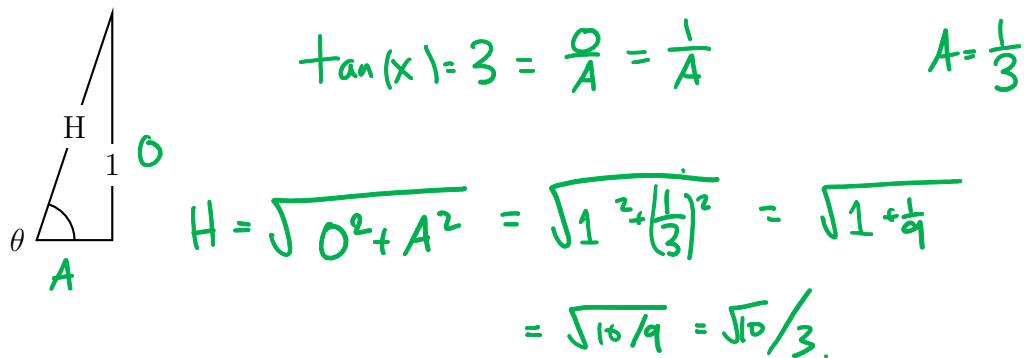 tan(x) = 3 = O/A = 1/A
A = 1/3
H
1 O
θ
A
H = √(O² + A²) = √(1² + (1/3)²) = √(1 + 1/9)
= √(10/9) = √10/3.